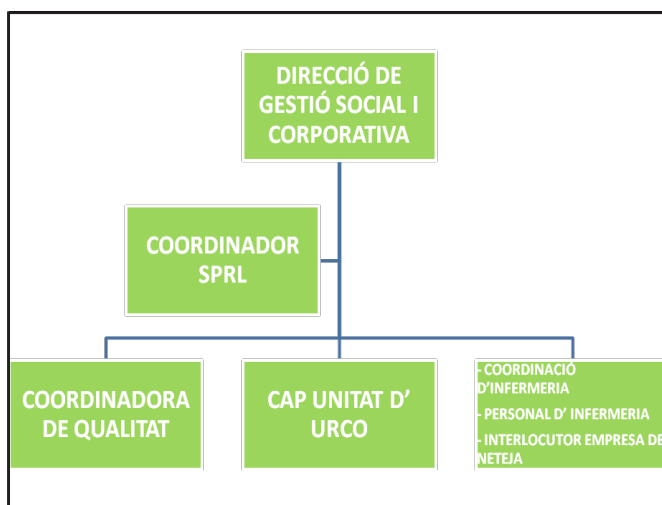 DIRECCIÓ DE
GESTIÓ SOCIAL I
CORPORATIVA
COORDINADOR
SPRL
COORDINADORA
DE QUALITAT
CAP UNITAT D’
URCO
- COORDINACIÓ
D’INFERMERIA
- PERSONAL D’ INFERMERIA
- INTERLOCUTOR EMPRESA DE
NETEJA